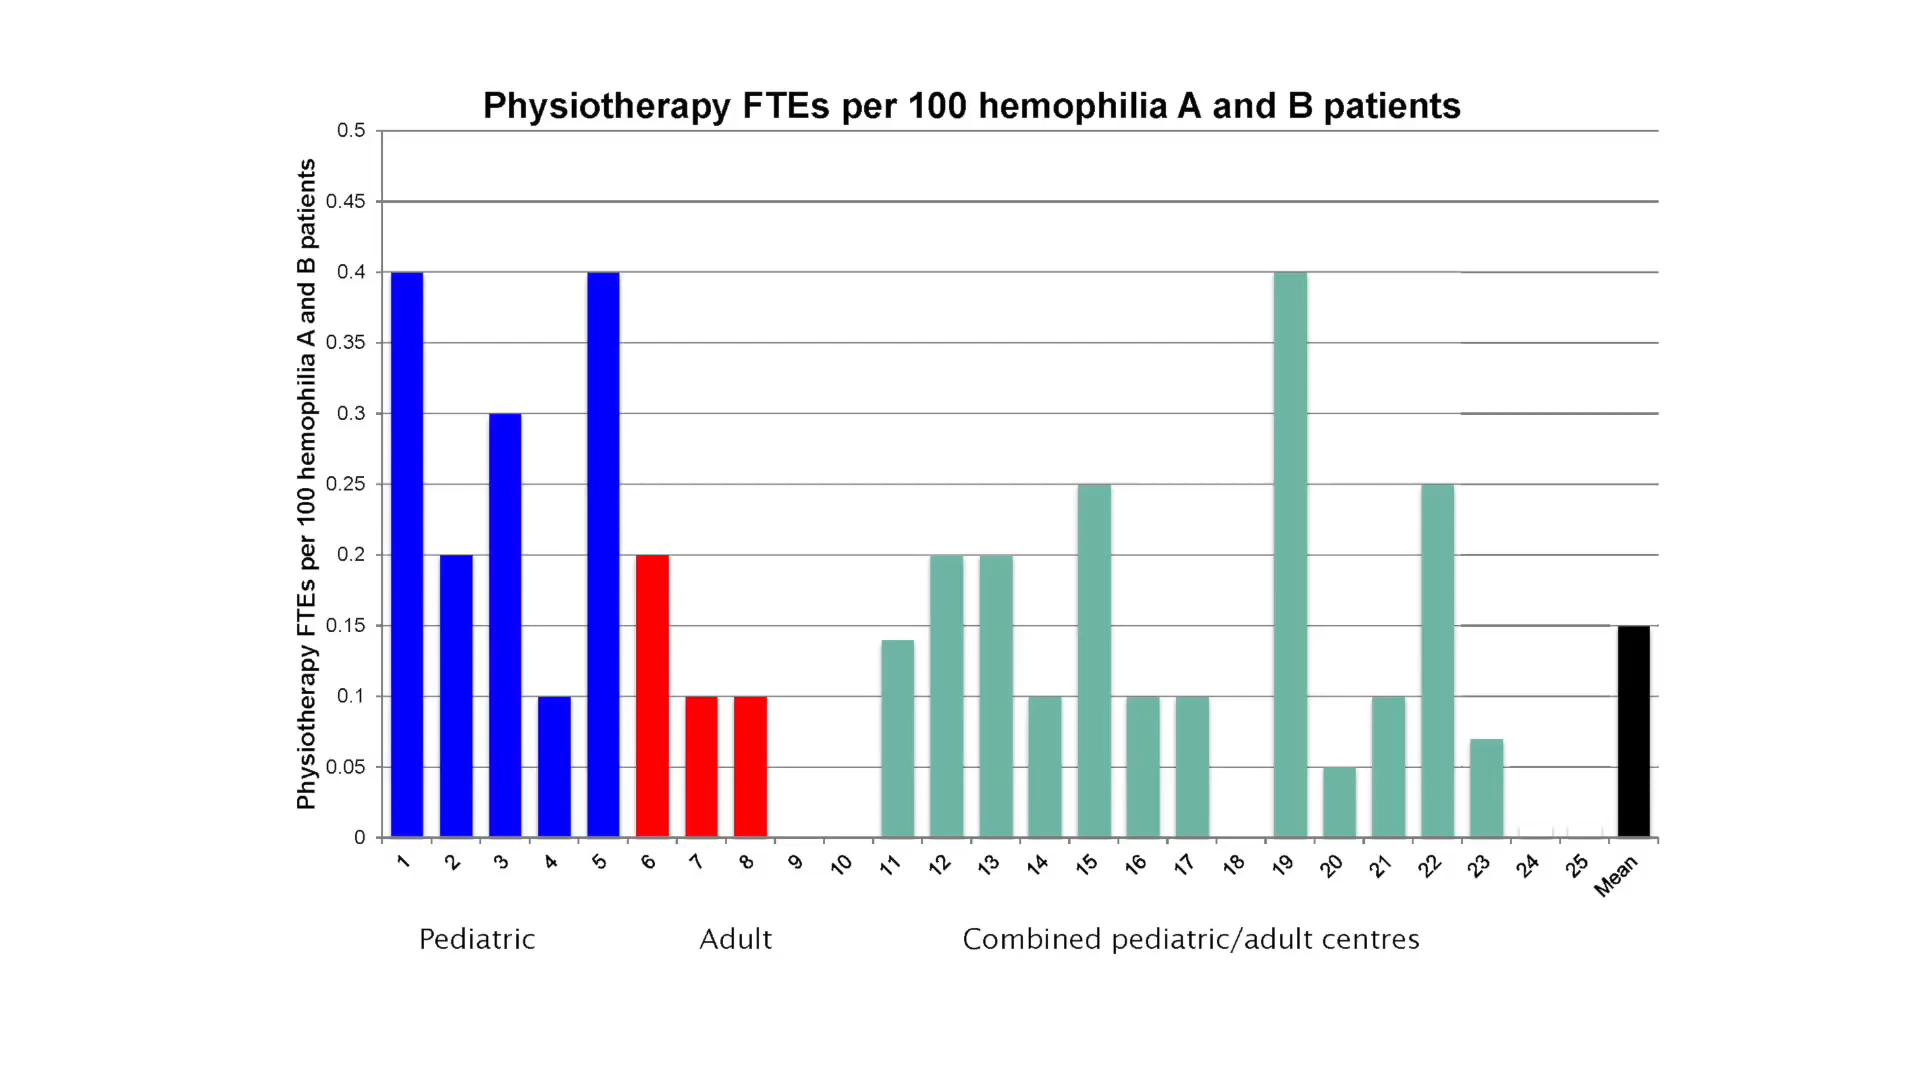 Physiotherapy FTEs per 100 hemophilia A and B patients
Physiotherapy FTEs per 100 hemophilia A and B patients
0.5
0.45
0.4
0.35
0.3
0.25
0.2
0.15
0.1
0.05
0
1 2 3 4 5 6 7 8 9 10 11 12 13 14 15 16 17 18 19 20 21 22 23 24 25 Mean
Pediatric Adult Combined pediatric/adult centres